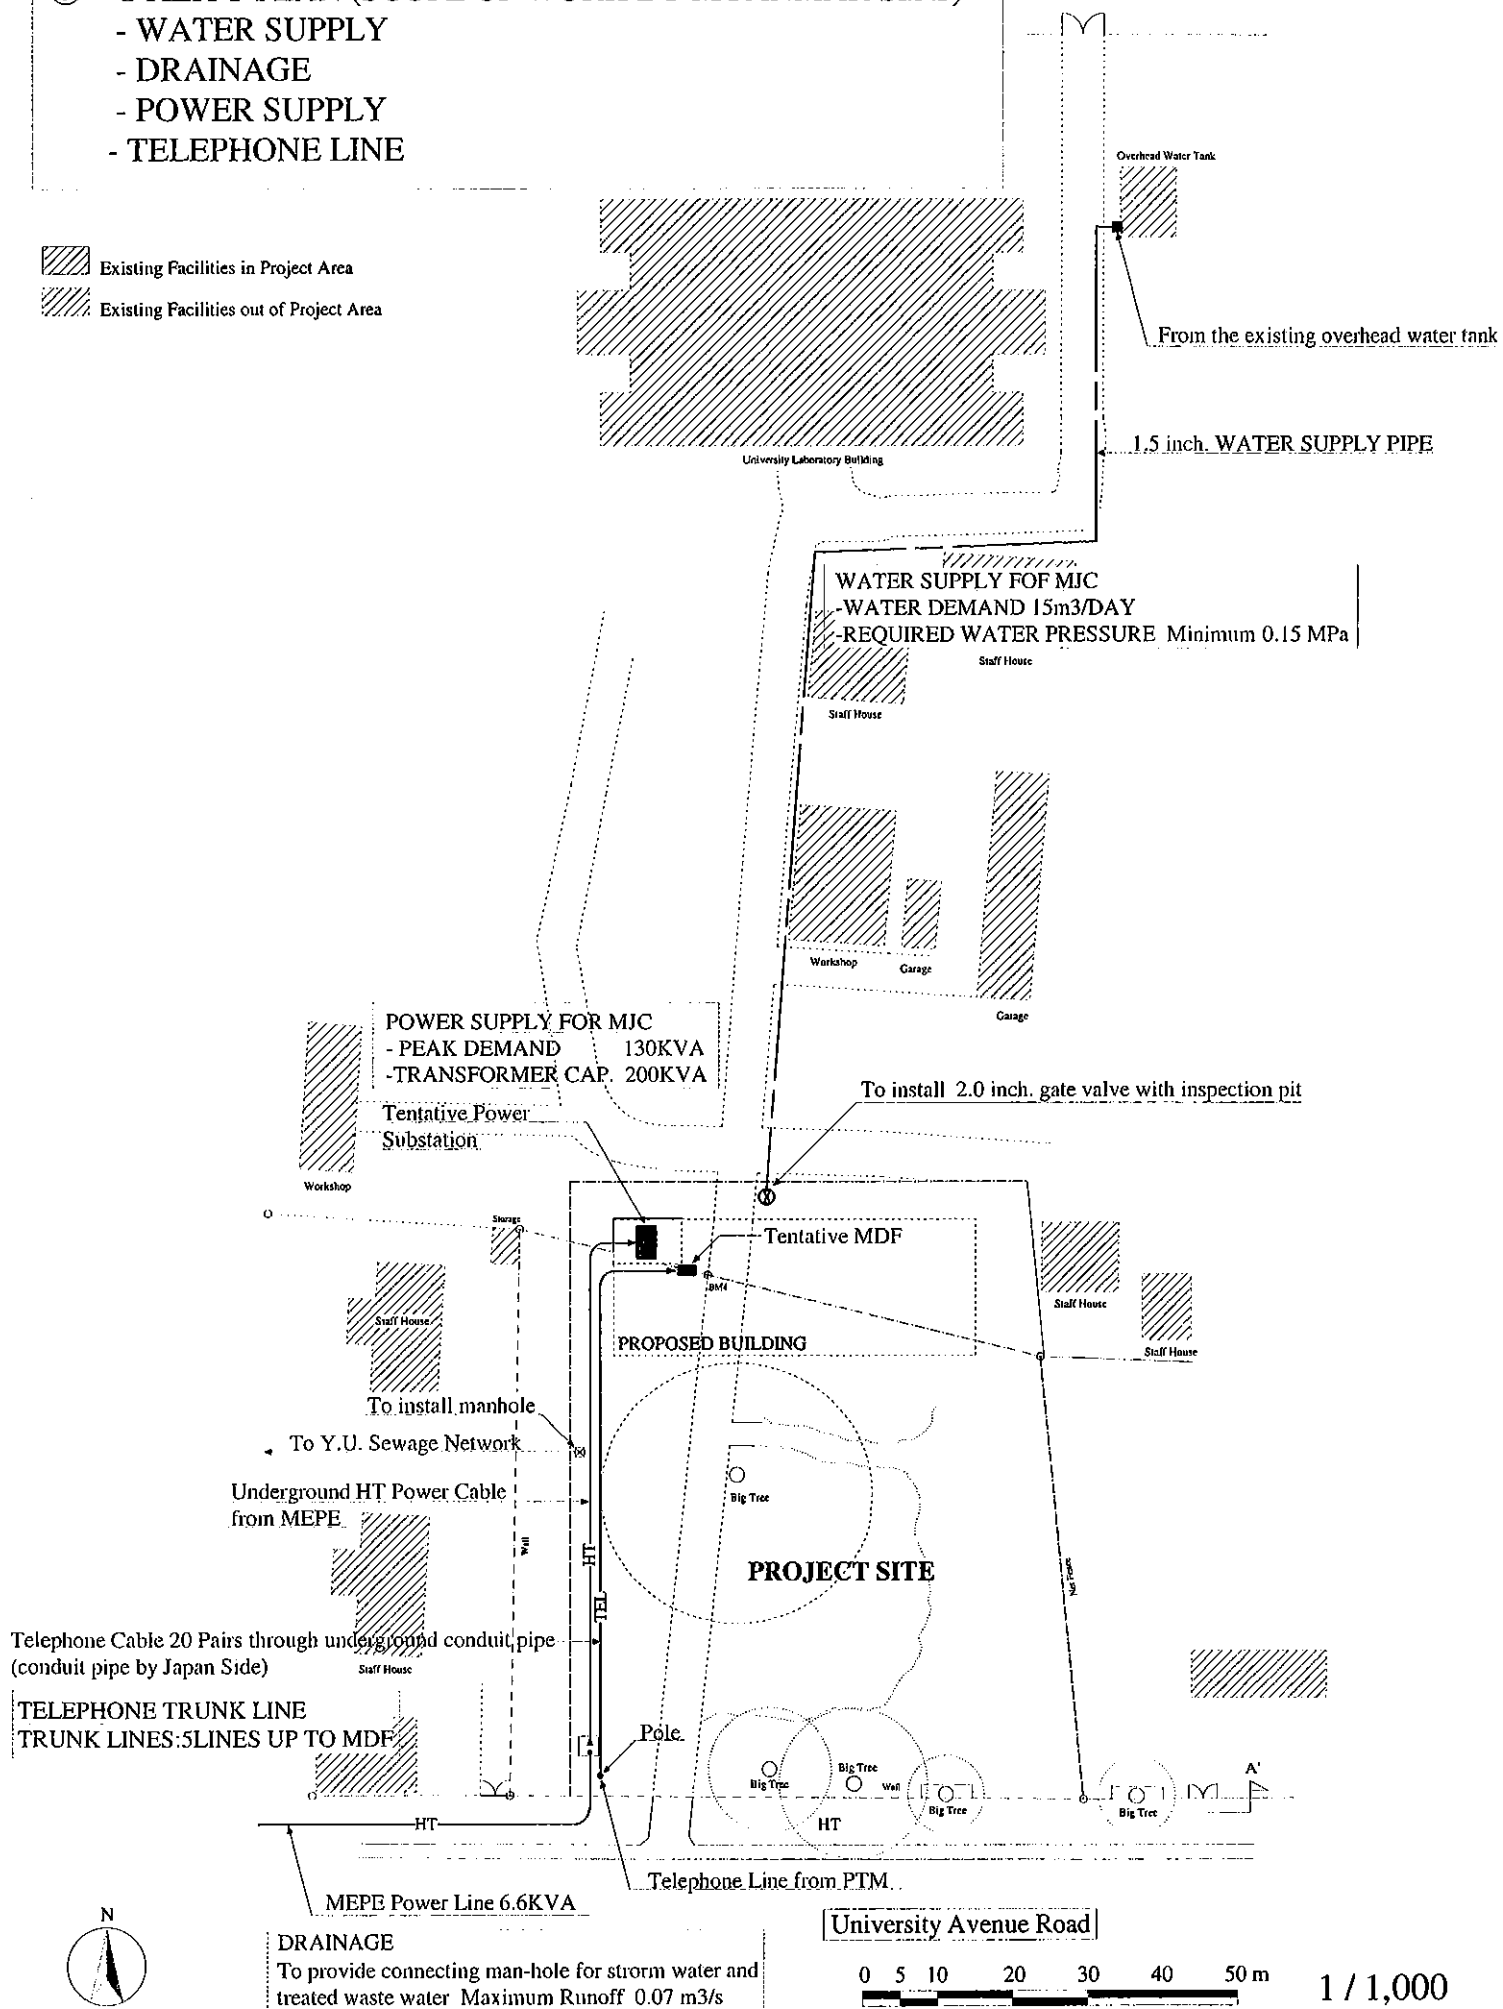 - WATER SUPPLY
- DRAINAGE
- POWER SUPPLY
- TELEPHONE LINE
Overhead Water Tank
Existing Facilities in Project Area
Existing Facilities out of Project Area
From the existing overhead water tank
1.5 inch. WATER SUPPLY PIPE
University Laboratory Building
WATER SUPPLY FOF MJC
-WATER DEMAND 15m3/DAY
-REQUIRED WATER PRESSURE Minimum 0.15 MPa
Staff House
Staff House
Workshop
Garage
Garage
POWER SUPPLY FOR MJC
- PEAK DEMAND 130KVA
-TRANSFORMER CAP. 200KVA
To install 2.0 inch. gate valve with inspection pit
Tentative Power
Substation
Workshop
Storage
Tentative MDF
BM4
Staff House
Staff House
Staff House
PROPOSED BUILDING
To install manhole
To Y.U. Sewage Network
Big Tree
Underground HT Power Cable
from MEPE
Wall
HT
PROJECT SITE
Net Fence
TEL
Telephone Cable 20 Pairs through underground conduit pipe
(conduit pipe by Japan Side)
Staff House
TELEPHONE TRUNK LINE
TRUNK LINES:5LINES UP TO MDF
Pole
Big Tree
Big Tree
Wall
Big Tree
Big Tree
A'
HT
HT
Telephone Line from PTM
MEPE Power Line 6.6KVA
University Avenue Road
N
DRAINAGE
To provide connecting man-hole for strorm water and
treated waste water Maximum Runoff 0.07 m3/s
0 5 10 20 30 40 50 m
1 / 1,000